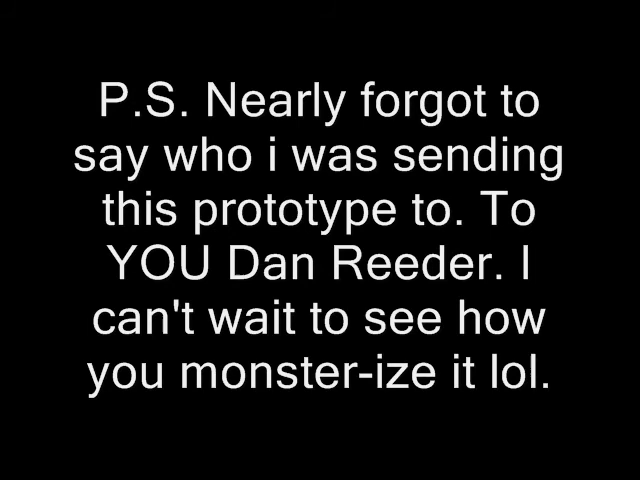 P.S. Nearly forgot to
say who i was sending
this prototype to. To
YOU Dan Reeder. I
can't wait to see how
you monster-ize it lol.